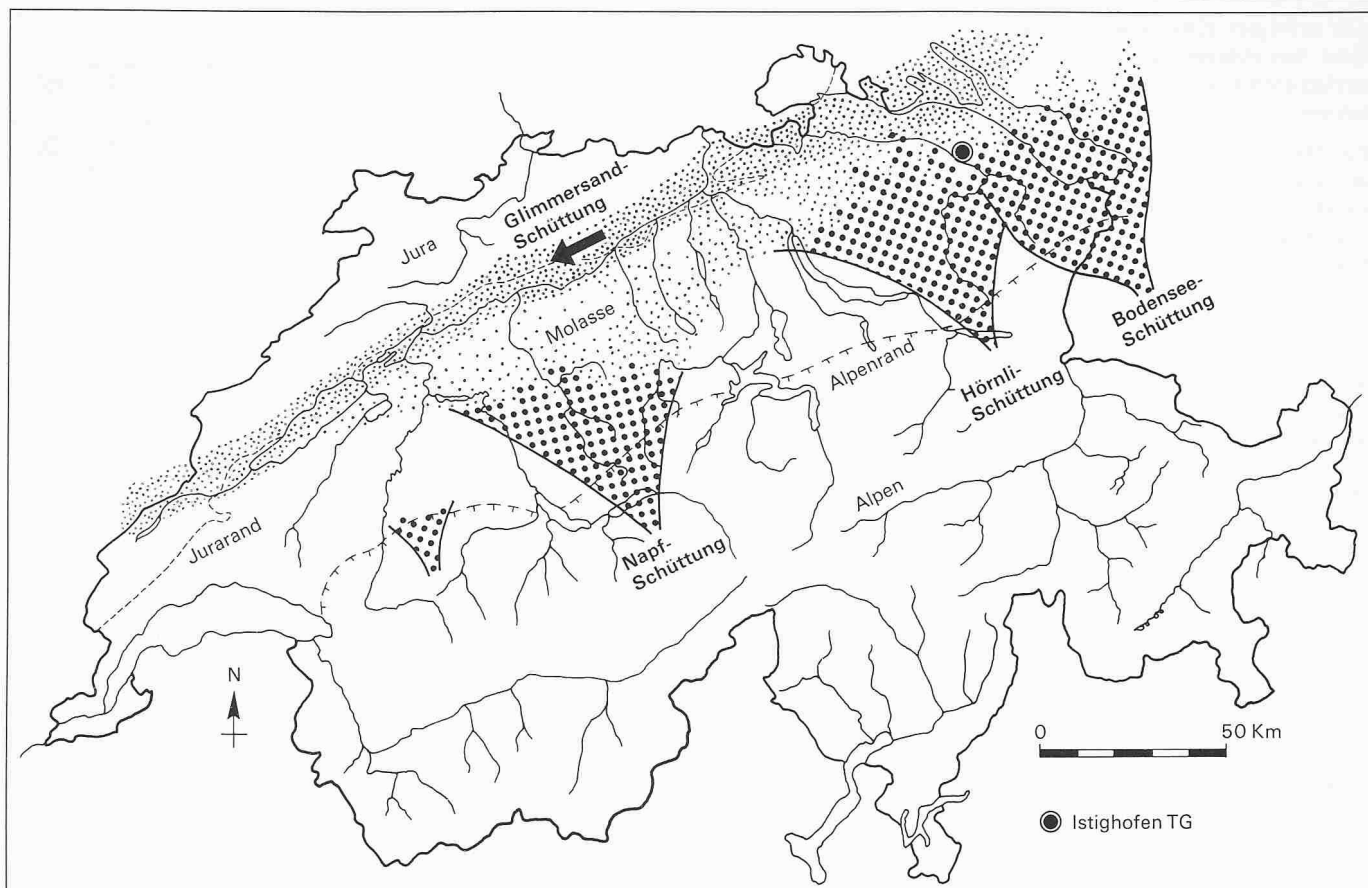 Glimmersand-
Schüttung
Jura
Molasse
Bodensee-
Schüttung
Alpenrand
Hörnli-
Schüttung
Alpen
Jurarand
Napf-
Schüttung
N
0 50 Km
Istighofen TG